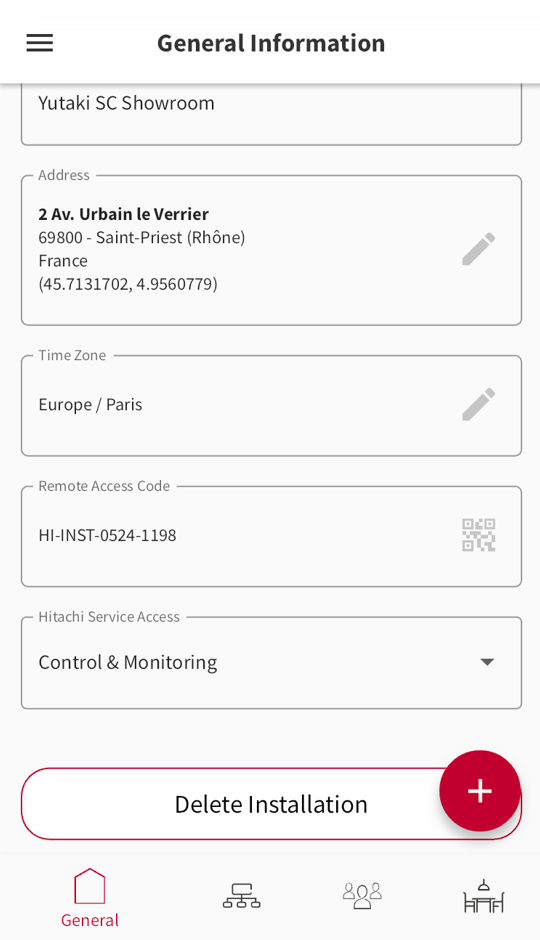 General Information
Yutaki SC Showroom
Address
2 Av. Urbain le Verrier
69800 - Saint-Priest (Rhône)
France
(45.7131702, 4.9560779)
Time Zone
Europe / Paris
Remote Access Code
HI-INST-0524-1198
Hitachi Service Access
Control & Monitoring
Delete Installation
General